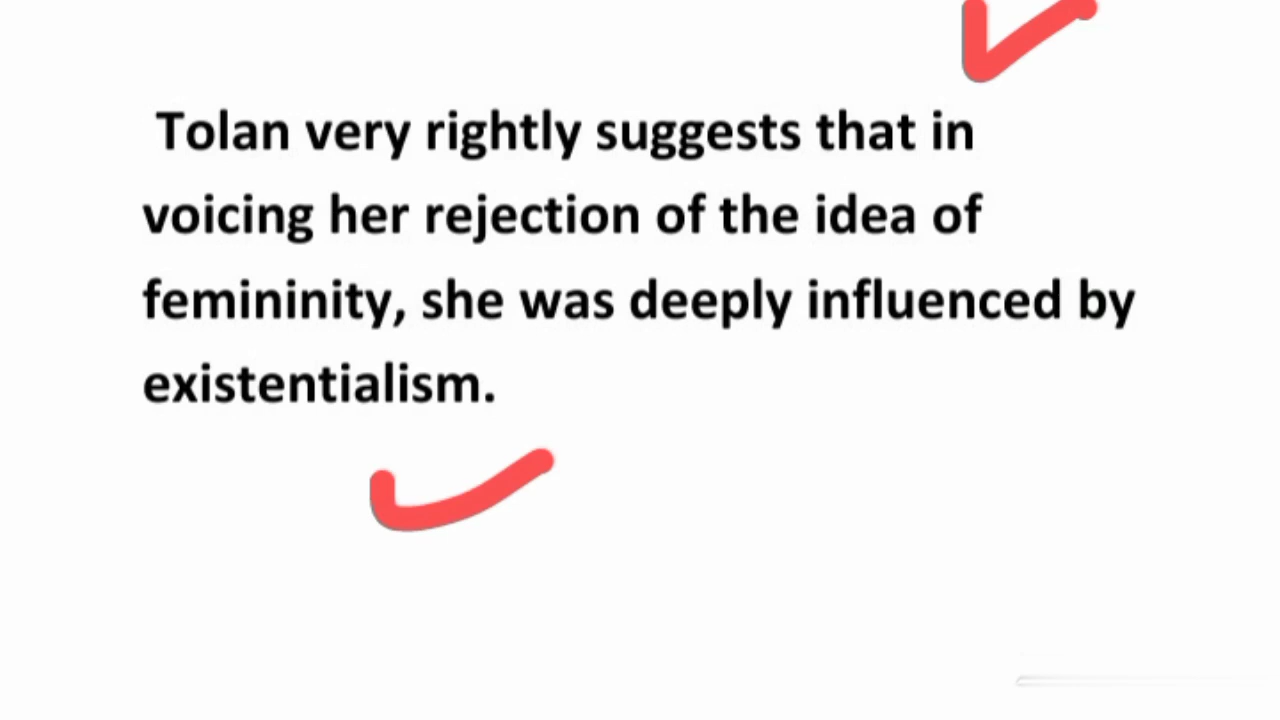 Tolan very rightly suggests that in
voicing her rejection of the idea of
femininity, she was deeply influenced by
existentialism.